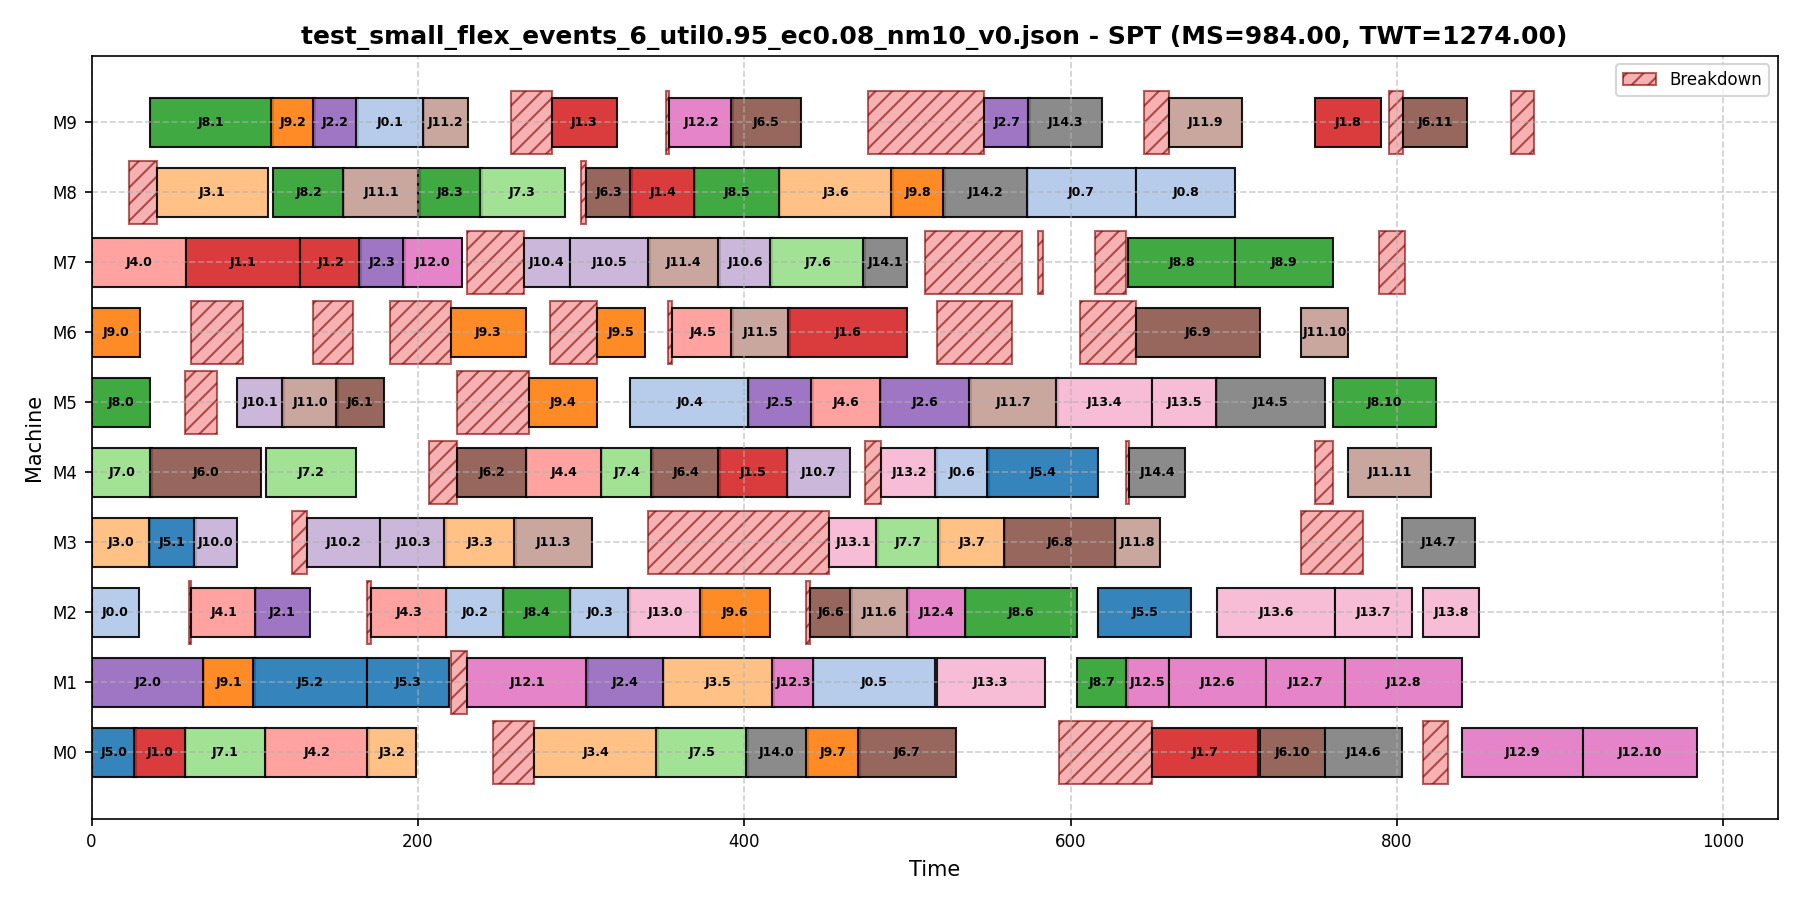 test_small_flex_events_6_util0.95_ec0.08_nm10_v0.json - SPT (MS=984.00, TWT=1274.00)
Breakdown
M9 J8.1 J9.2 J2.2 J0.1 J11.2 J1.3 J12.2 J6.5 J2.7 J14.3 J11.9 J1.8 J6.11
M8 J3.1 J8.2 J11.1 J8.3 J7.3 J6.3 J1.4 J8.5 J3.6 J9.8 J14.2 J0.7 J0.8
M7 J4.0 J1.1 J1.2 J2.3 J12.0 J10.4 J10.5 J11.4 J10.6 J7.6 J14.1 J8.8 J8.9
M6 J9.0 J9.3 J9.5 J4.5 J11.5 J1.6 J6.9 J11.10
M5 J8.0 J10.1 J11.0 J6.1 J9.4 J0.4 J2.5 J4.6 J2.6 J11.7 J13.4 J13.5 J14.5 J8.10
M4 J7.0 J6.0 J7.2 J6.2 J4.4 J7.4 J6.4 J1.5 J10.7 J13.2 J0.6 J5.4 J14.4 J11.11
M3 J3.0 J5.1 J10.0 J10.2 J10.3 J3.3 J11.3 J13.1 J7.7 J3.7 J6.8 J11.8 J14.7
M2 J0.0 J4.1 J2.1 J4.3 J0.2 J8.4 J0.3 J13.0 J9.6 J6.6 J11.6 J12.4 J8.6 J5.5 J13.6 J13.7 J13.8
M1 J2.0 J9.1 J5.2 J5.3 J12.1 J2.4 J3.5 J12.3 J0.5 J13.3 J8.7 J12.5 J12.6 J12.7 J12.8
M0 J5.0 J1.0 J7.1 J4.2 J3.2 J3.4 J7.5 J14.0 J9.7 J6.7 J1.7 J6.10 J14.6 J12.9 J12.10
Machine
0 200 400 600 800 1000
Time